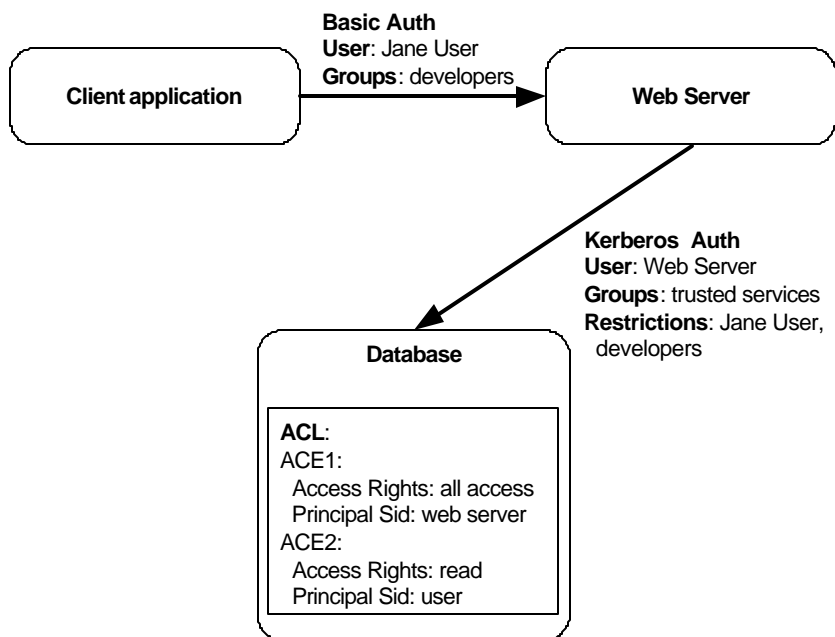 Basic Auth
User: Jane User
Groups: developers
Client application
Web Server
Kerberos Auth
User: Web Server
Groups: trusted services
Restrictions: Jane User,
developers
Database
ACL:
ACE1:
Access Rights: all access
Principal Sid: web server
ACE2:
Access Rights: read
Principal Sid: user